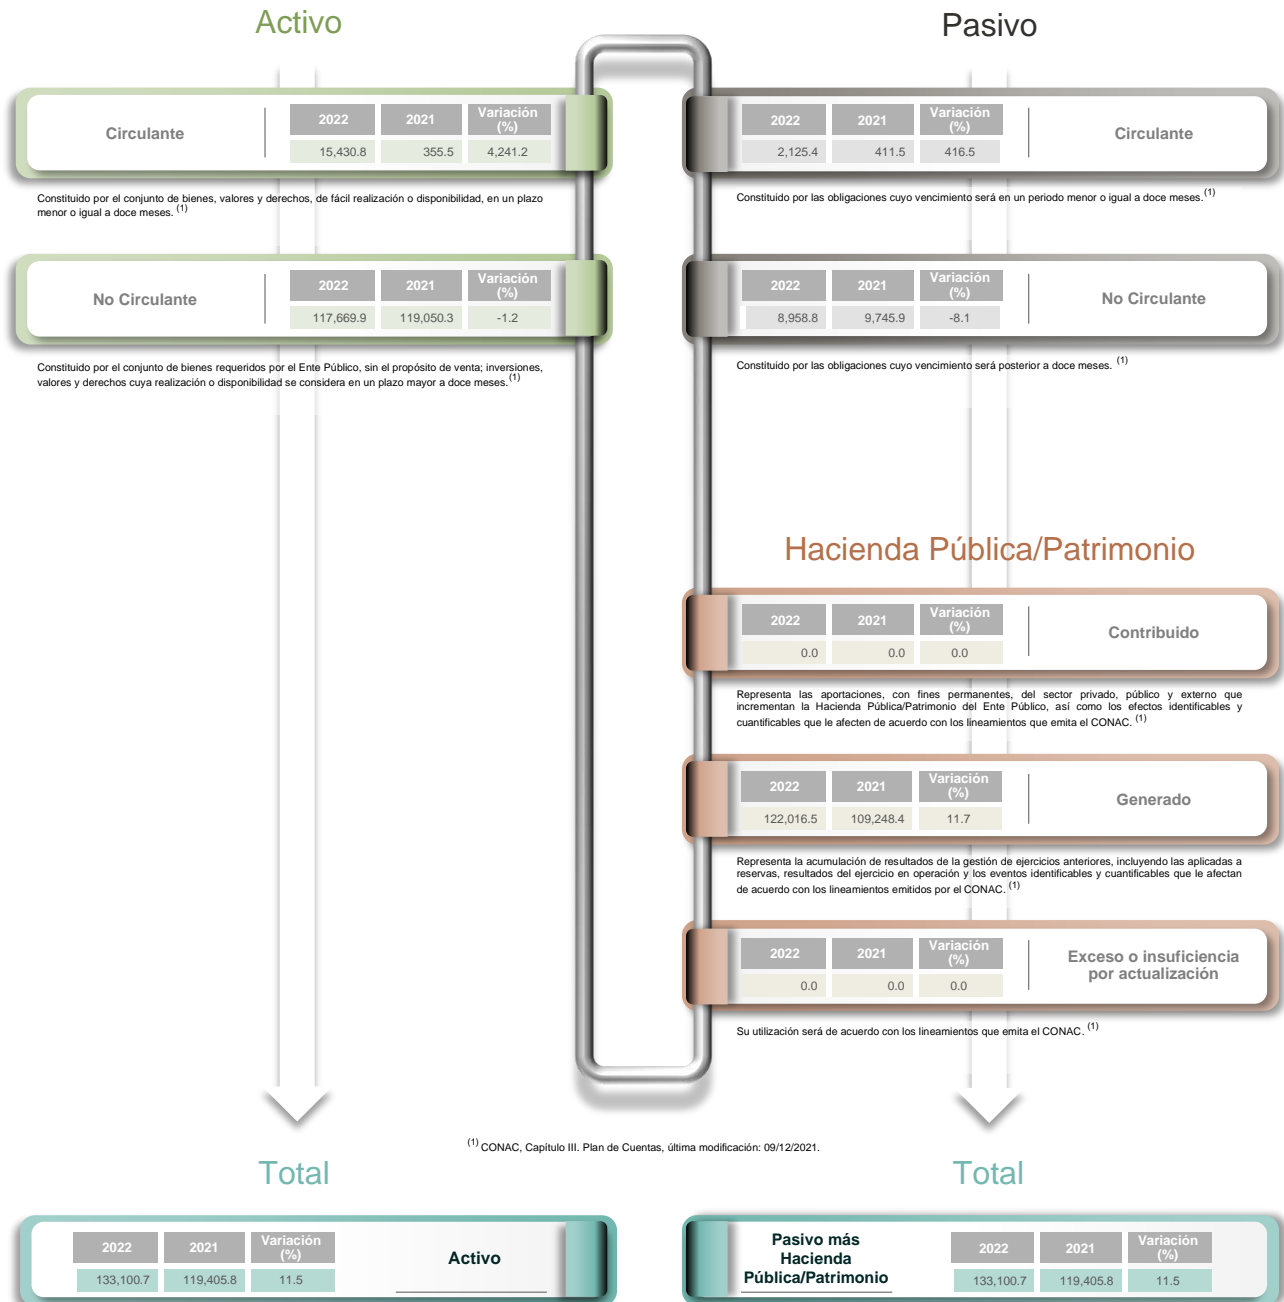 Activo
Circulante
2022 2021 Variación (%)
15,430.8 355.5 4,241.2
Constituido por el conjunto de bienes, valores y derechos, de fácil realización o disponibilidad, en un plazo
menor o igual a doce meses. (1)
No Circulante
2022 2021 Variación (%)
117,669.9 119,050.3 -1.2
Constituido por el conjunto de bienes requeridos por el Ente Público, sin el propósito de venta; inversiones,
valores y derechos cuya realización o disponibilidad se considera en un plazo mayor a doce meses.(1)
Pasivo
2022 2021 Variación (%)
2,125.4 411.5 416.5
Circulante
Constituido por las obligaciones cuyo vencimiento será en un periodo menor o igual a doce meses.(1)
2022 2021 Variación (%)
8,958.8 9,745.9 -8.1
No Circulante
Constituido por las obligaciones cuyo vencimiento será posterior a doce meses. (1)
Hacienda Pública/Patrimonio
2022 2021 Variación (%)
0.0 0.0 0.0
Contribuido
Representa las aportaciones, con fines permanentes, del sector privado, público y externo que
incrementan la Hacienda Pública/Patrimonio del Ente Público, así como los efectos identificables y
cuantificables que le afecten de acuerdo con los lineamientos que emita el CONAC. (1)
2022 2021 Variación (%)
122,016.5 109,248.4 11.7
Generado
Representa la acumulación de resultados de la gestión de ejercicios anteriores, incluyendo las aplicadas a
reservas, resultados del ejercicio en operación y los eventos identificables y cuantificables que le afectan
de acuerdo con los lineamientos emitidos por el CONAC. (1)
2022 2021 Variación (%)
0.0 0.0 0.0
Exceso o insuficiencia
por actualización
Su utilización será de acuerdo con los lineamientos que emita el CONAC. (1)
(1) CONAC, Capítulo III. Plan de Cuentas, última modificación: 09/12/2021.
Total
2022 2021 Variación (%)
133,100.7 119,405.8 11.5
Activo
Total
Pasivo más
Hacienda
Pública/Patrimonio
2022 2021 Variación (%)
133,100.7 119,405.8 11.5